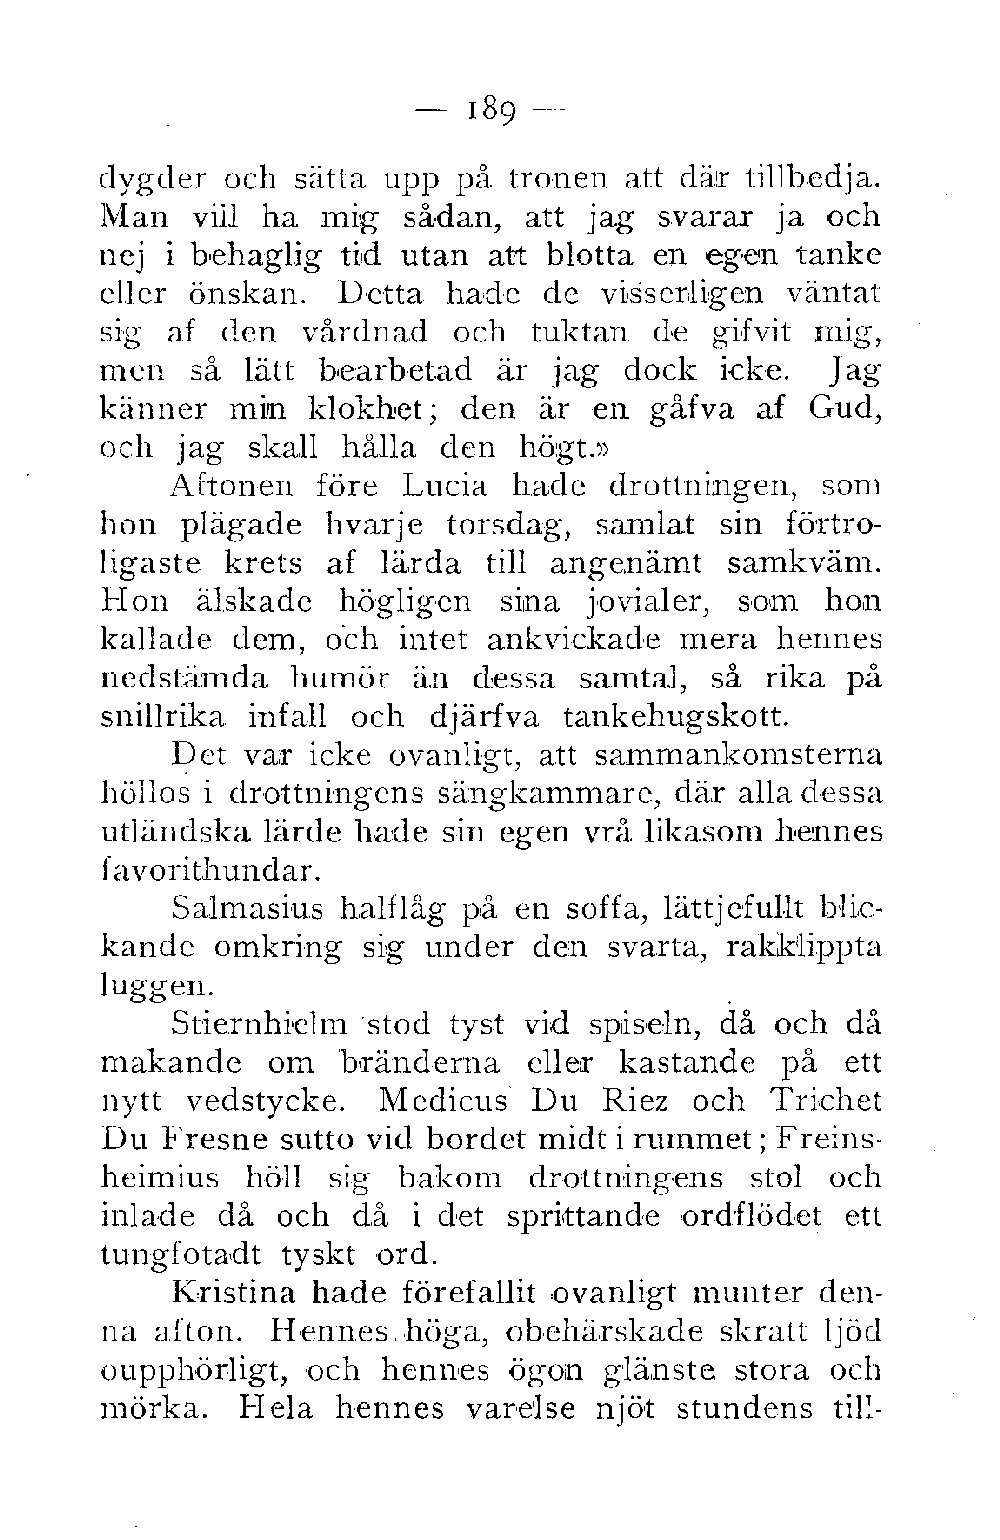 — 189 —
dygder och sätta upp på tronen att där tillbedja.
Man vill ha mig sådan, att jag svarar ja och
nej i behaglig tid utan att blotta en egen tanke
eller önskan. Detta hade de visserligen väntat
sig af den vårdnad och tuktan de gifvit mig,
men så lätt bearbetad är jag dock icke. Jag
känner min klokhet; den är en gåfva af Gud,
och jag skall hålla den högt.»
Aftonen före Lucia hade drottningen, som
hon plägade hvarje torsdag, samlat sin förtro-
ligaste krets af lärda till angenämt samkväm.
Hon älskade högligen sina jovialer, som hon
kallade dem, och intet ankvickade mera hennes
nedstämda humör än dessa samtal, så rika på
snillrika infall och djärfva tankehugskott.
Det var icke ovanligt, att sammankomsterna
höllos i drottningens sängkammare, där alla dessa
utländska lärde hade sin egen vrå likasom hennes
favorithundar.
Salmasius halflåg på en soffa, lättjefullt blic-
kande omkring sig under den svarta, rakklippta
luggen.
Stiernhielm stod tyst vid spiseln, då och då
makande om bränderna eller kastande på ett
nytt vedstycke. Medicus Du Riez och Trichet
Du Fresne sutto vid bordet midt i rummet; Freins-
heimius höll sig bakom drottningens stol och
inlade då och då i det sprittande ordflödet ett
tungfotadt tyskt ord.
Kristina hade förefallit ovanligt munter den-
na afton. Hennes höga, obehärskade skratt ljöd
oupphörligt, och hennes ögon glänste stora och
mörka. Hela hennes varelse njöt stundens till-